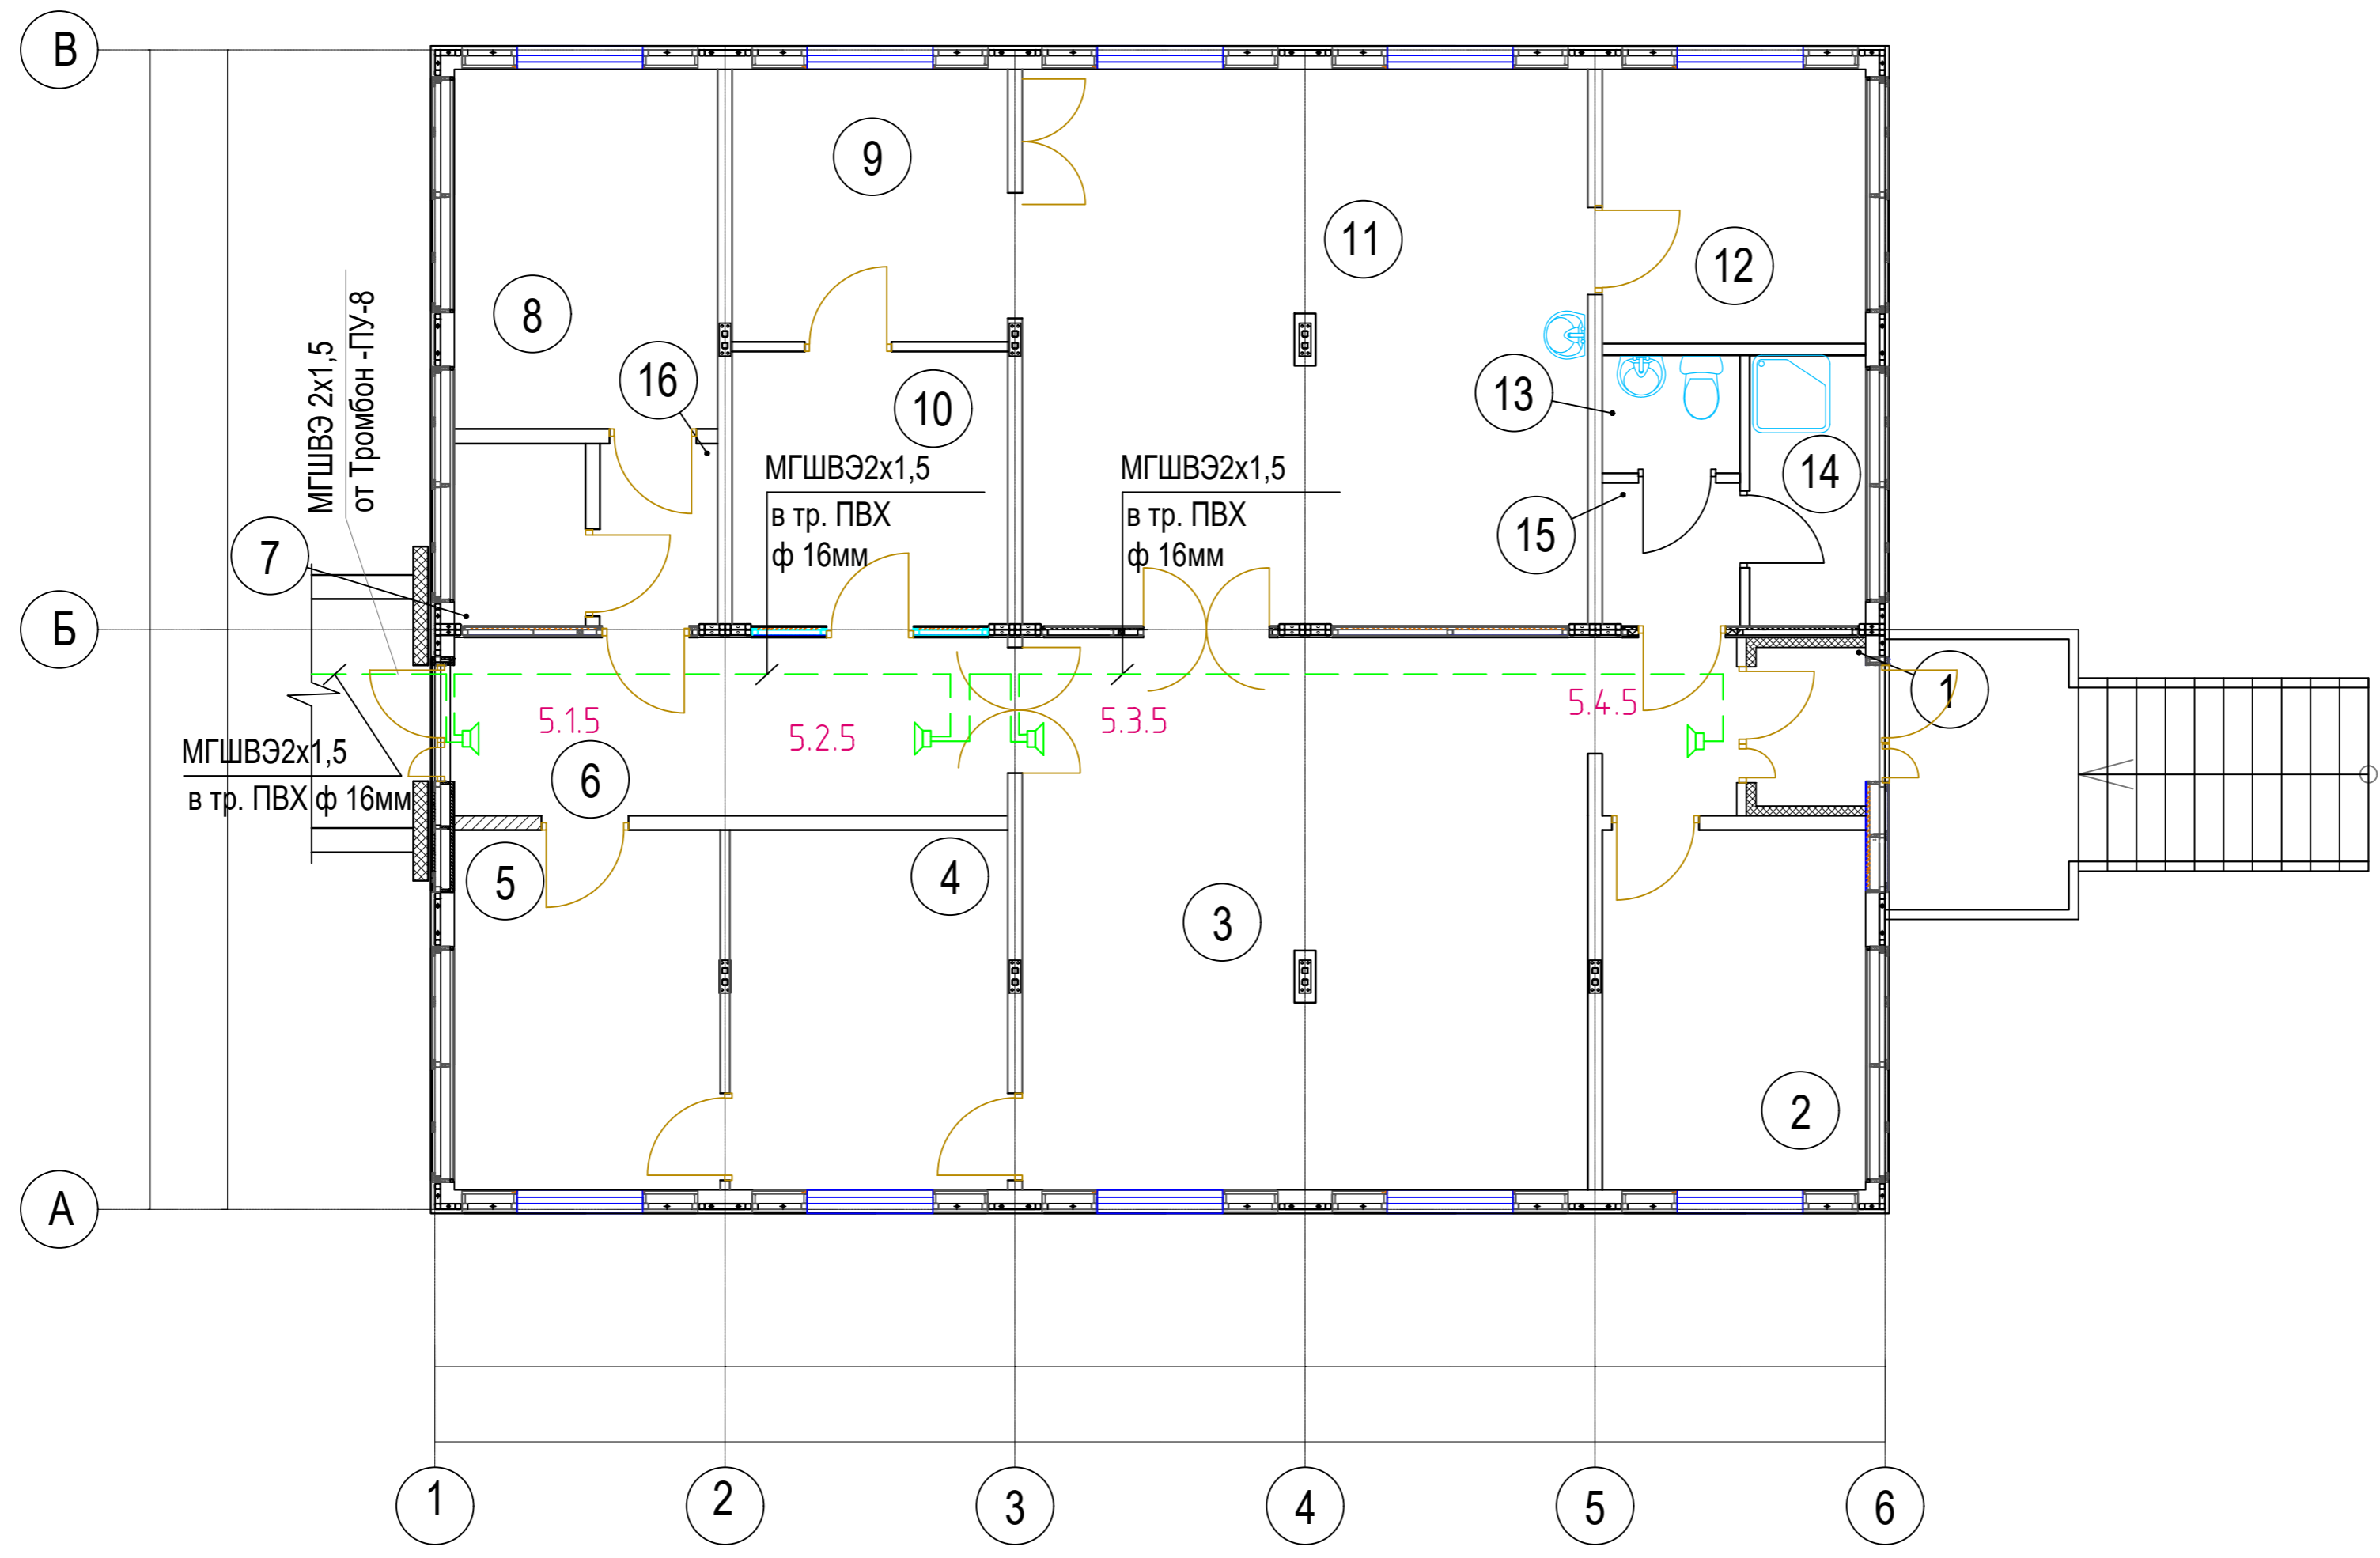 В
9
11
12
8
МГШВЭ 2х1,5
от Тромбон -ПУ-8
16
10
13
14
МГШВЭ2х1,5
в тр. ПВХ
ф 16мм
МГШВЭ2х1,5
в тр. ПВХ
ф 16мм
15
7
Б
1
5.1.5
5.2.5
5.3.5
5.4.5
МГШВЭ2х1,5
в тр. ПВХ ф 16мм
6
5
4
3
2
А
1
2
3
4
5
6